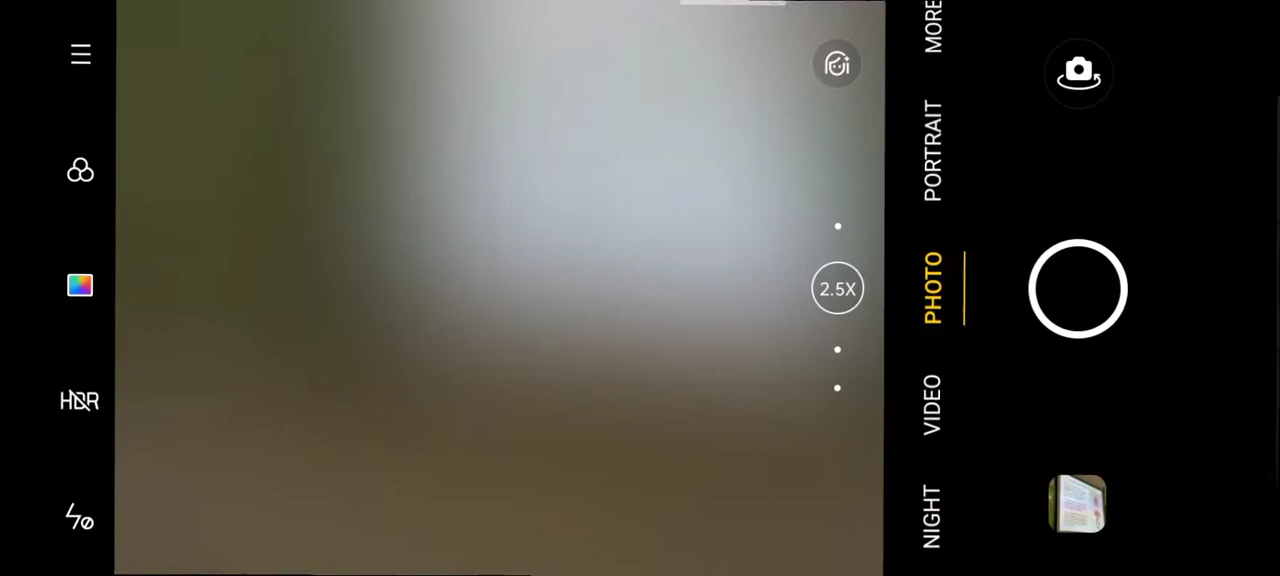 HDR
2.5X
MORE
PORTRAIT
PHOTO
VIDEO
NIGHT